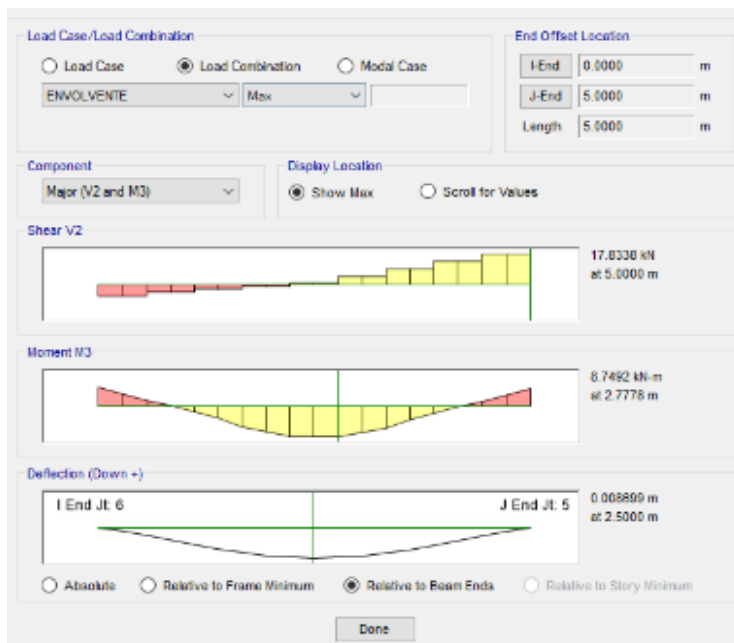 Load Case/Load Combination
End Offset Location
Load Case
Load Combination
Modal Case
I-End
0.0000
m
ENVOLVENTE
Max
J-End
5.0000
m
Length
5.0000
m
Component
Display Location
Major (V2 and M3)
Show Max
Scroll for Values
Shear V2
17.8338 kN
at 5.0000 m
Moment M3
8.7492 kN-m
at 2.7778 m
Deflection (Down +)
I End Jt: 6
J End Jt: 5
0.008899 m
at 2.5000 m
Absolute
Relative to Frame Minimum
Relative to Beam Ends
Relative to Story Minimum
Done